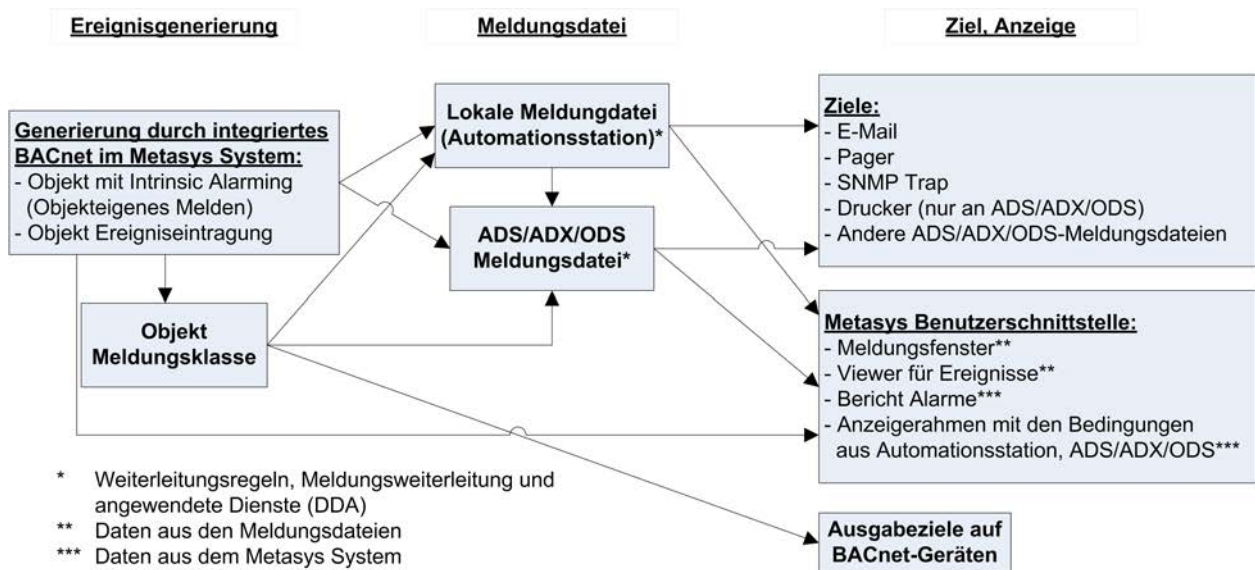 Ereignisgenerierung
Meldungsdatei
Ziel, Anzeige
Generierung durch integriertes
BACnet im Metasys System:
- Objekt mit Intrinsic Alarming
(Objekteigenes Melden)
- Objekt Ereigniseintragung
Objekt
Meldungsklasse
Lokale Meldungdatei
(Automationsstation)*
ADS/ADX/ODS
Meldungsdatei*
Ziele:
- E-Mail
- Pager
- SNMP Trap
- Drucker (nur an ADS/ADX/ODS)
- Andere ADS/ADX/ODS-Meldungsdateien
Metasys Benutzerschnittstelle:
- Meldungsfenster**
- Viewer für Ereignisse**
- Bericht Alarme***
- Anzeigerahmen mit den Bedingungen
aus Automationsstation, ADS/ADX/ODS***
Ausgabeziele auf
BACnet-Geräten
* Weiterleitungsregeln, Meldungsweiterleitung und
angewendete Dienste (DDA)
** Daten aus den Meldungsdateien
*** Daten aus dem Metasys System